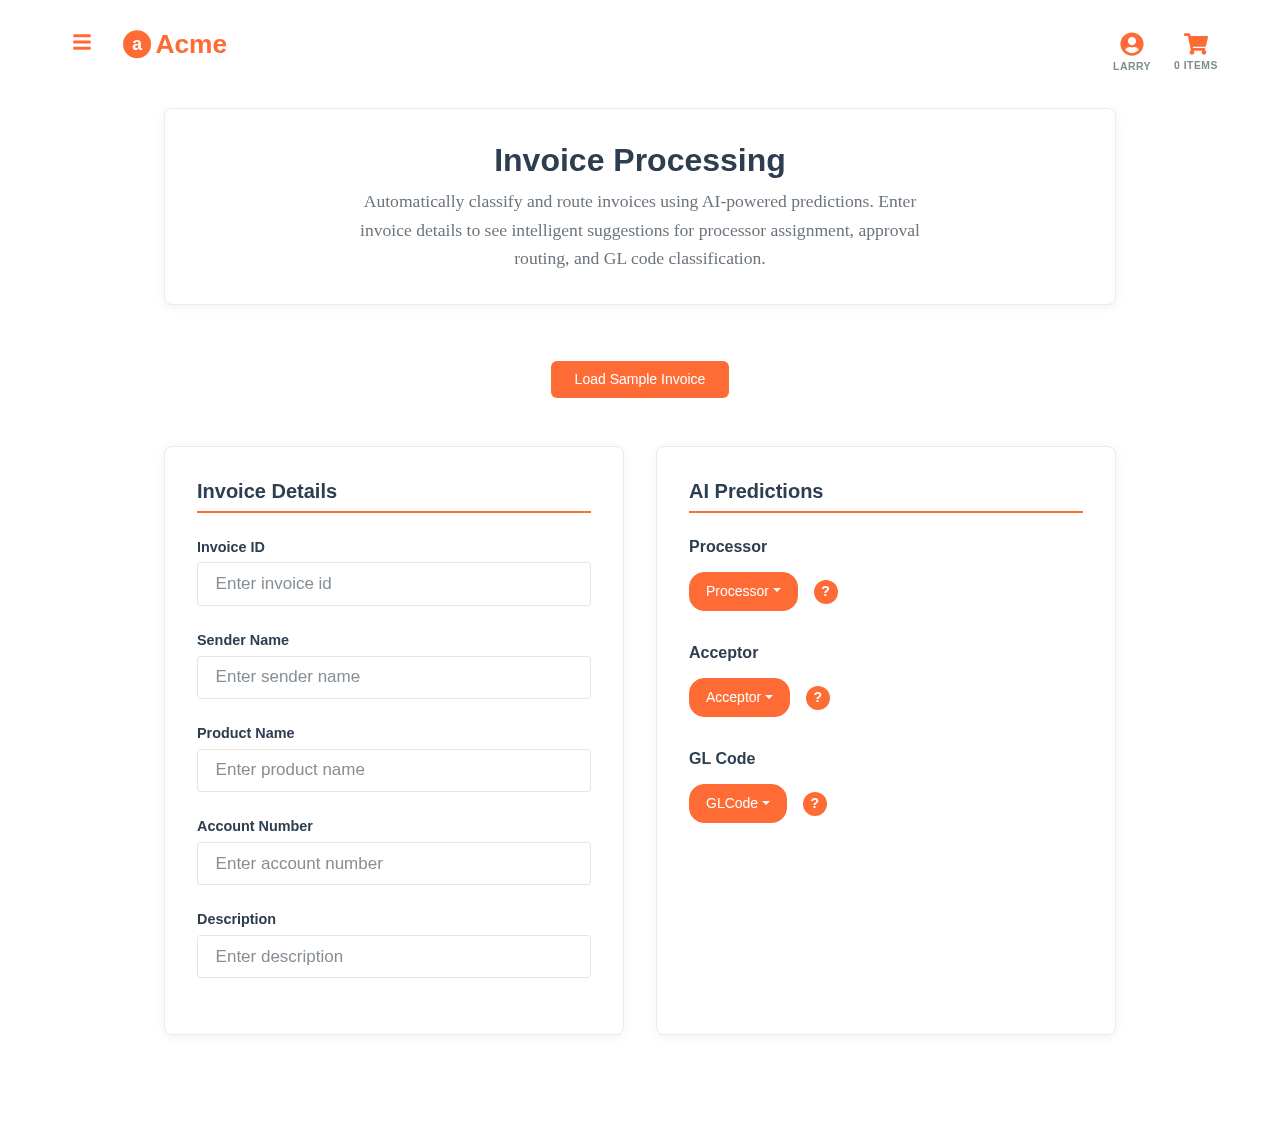 a Acme
LARRY
0 ITEMS
Invoice Processing
Automatically classify and route invoices using AI-powered predictions. Enter
invoice details to see intelligent suggestions for processor assignment, approval
routing, and GL code classification.
Load Sample Invoice
Invoice Details
Invoice ID
Enter invoice id
Sender Name
Enter sender name
Product Name
Enter product name
Account Number
Enter account number
Description
Enter description
AI Predictions
Processor
Processor ?
Acceptor
Acceptor ?
GL Code
GLCode ?